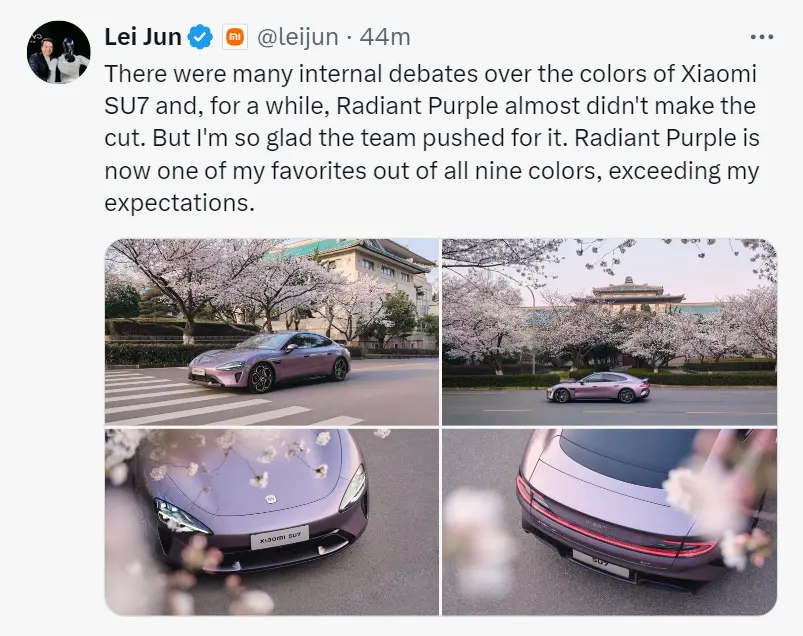 Lei Jun @leijun · 44m
There were many internal debates over the colors of Xiaomi
SU7 and, for a while, Radiant Purple almost didn't make the
cut. But I'm so glad the team pushed for it. Radiant Purple is
now one of my favorites out of all nine colors, exceeding my
expectations.
xiaomi SU7
xiaomi
SU7